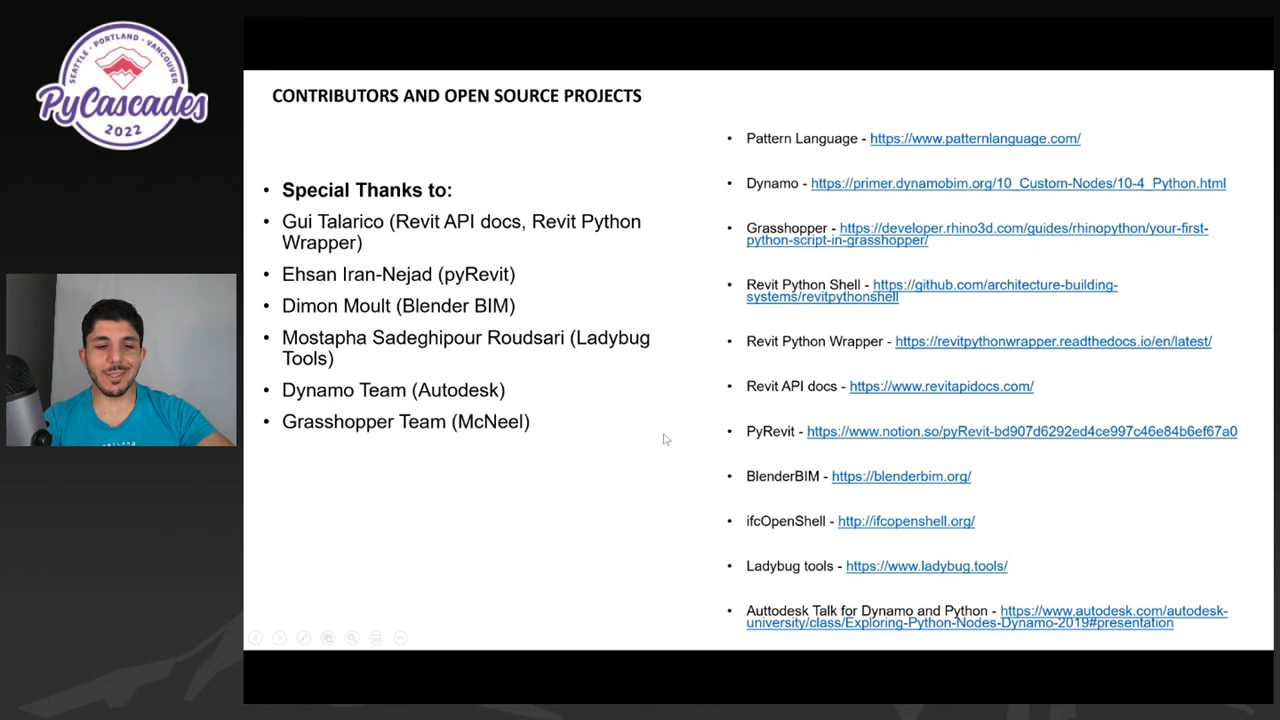 SEATTLE · PORTLAND · VANCOUVER
PyCascades
2022
CONTRIBUTORS AND OPEN SOURCE PROJECTS
• Special Thanks to:
• Gui Talarico (Revit API docs, Revit Python
Wrapper)
• Ehsan Iran-Nejad (pyRevit)
• Dimon Moult (Blender BIM)
• Mostapha Sadeghipour Roudsari (Ladybug
Tools)
• Dynamo Team (Autodesk)
• Grasshopper Team (McNeel)
• Pattern Language - https://www.patternlanguage.com/
• Dynamo - https://primer.dynamobim.org/10_Custom-Nodes/10-4_Python.html
• Grasshopper - https://developer.rhino3d.com/guides/rhinopython/your-first-
python-script-in-grasshopper/
• Revit Python Shell - https://github.com/architecture-building-
systems/revitpythonshell
• Revit Python Wrapper - https://revitpythonwrapper.readthedocs.io/en/latest/
• Revit API docs - https://www.revitapidocs.com/
• PyRevit - https://www.notion.so/pyRevit-bd907d6292ed4ce997c46e84b6ef67a0
• BlenderBIM - https://blenderbim.org/
• ifcOpenShell - http://ifcopenshell.org/
• Ladybug tools - https://www.ladybug.tools/
• Auttodesk Talk for Dynamo and Python - https://www.autodesk.com/autodesk-
university/class/Exploring-Python-Nodes-Dynamo-2019#presentation